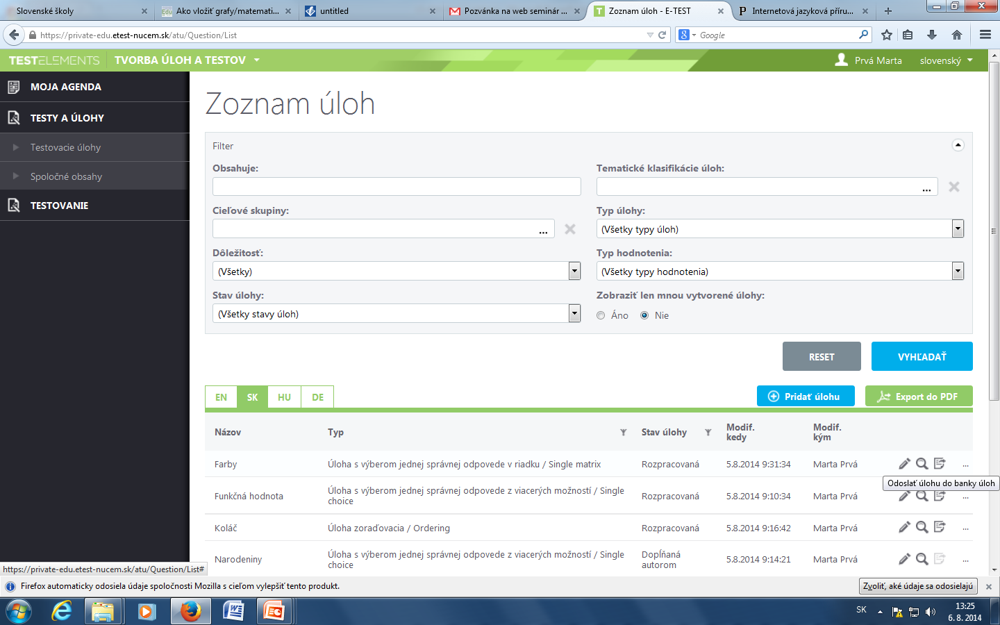 Slovenské školy
Ako vložiť grafy/matemati...
untitled
Pozvánka na web seminár ...
Zoznam úloh - E-TEST
Internetová jazyková príru...
https://private-edu.etest-nucem.sk/atu/Question/List
Google
TESTELEMENTS
TVORBA ÚLOH A TESTOV
Prvá Marta
slovenský
MOJA AGENDA
TESTY A ÚLOHY
Testovacie úlohy
Spoločné obsahy
TESTOVANIE
Zoznam úloh
Filter
Obsahuje:
Tematické klasifikácie úloh:
...
Cieľové skupiny:
...
Typ úlohy:
(Všetky typy úloh)
Dôležitosť:
(Všetky)
Typ hodnotenia:
(Všetky typy hodnotenia)
Stav úlohy:
(Všetky stavy úloh)
Zobraziť len mnou vytvorené úlohy:
Áno Nie
RESET
VYHĽADAŤ
EN SK HU DE
Pridať úlohu
Export do PDF
Názov
Typ
Stav úlohy
Modif.
kedy
Modif.
kým
Farby
Úloha s výberom jednej správnej odpovede v riadku / Single matrix
Rozpracovaná
5.8.2014 9:31:34
Marta Prvá
...
Odoslať úlohu do banky úloh
Funkčná hodnota
Úloha s výberom jednej správnej odpovede z viacerých možností / Single
choice
Rozpracovaná
5.8.2014 9:10:34
Marta Prvá
...
Koláč
Úloha zoraďovacia / Ordering
Rozpracovaná
5.8.2014 9:16:42
Marta Prvá
...
Narodeniny
Úloha s výberom jednej správnej odpovede z viacerých možností / Single
choice
Dopĺňaná
autorom
5.8.2014 9:14:21
Marta Prvá
...
https://private-edu.etest-nucem.sk/atu/Question/List#
Firefox automaticky odosiela údaje spoločnosti Mozilla s cieľom vylepšiť tento produkt.
Zvoliť, aké údaje sa odosielajú
SK
13:25
6. 8. 2014